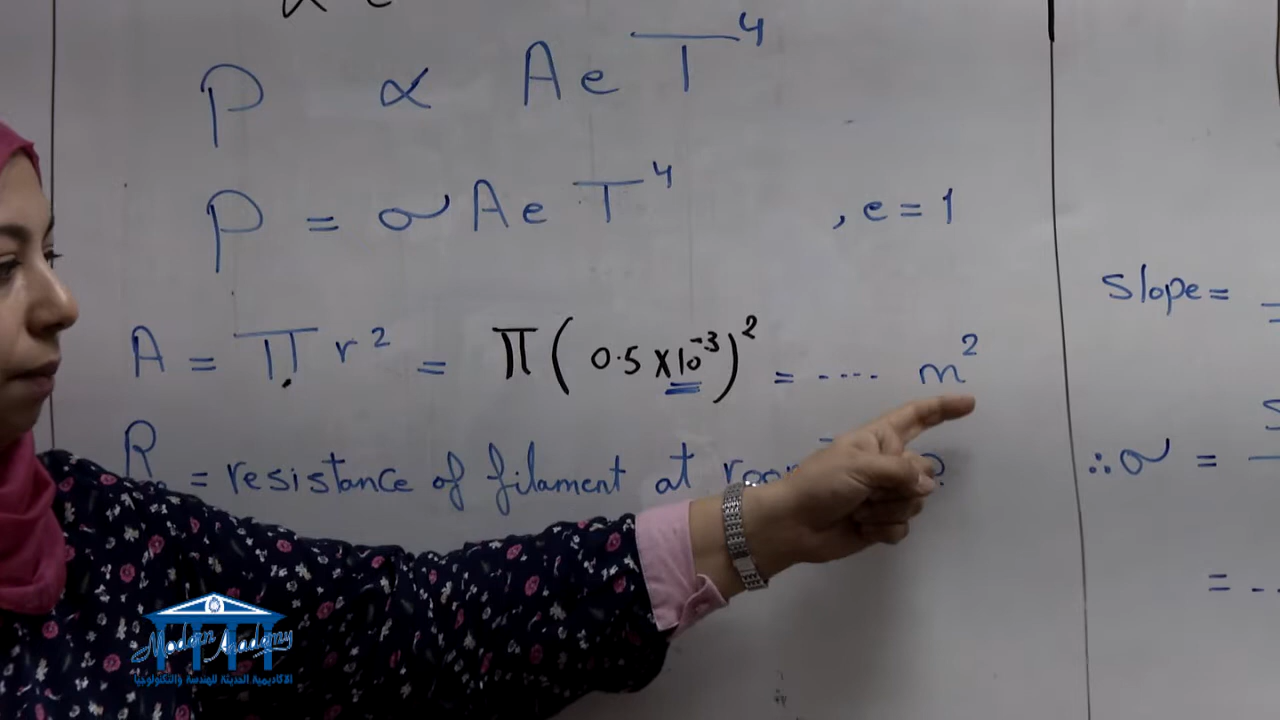 P ∝ A e T⁴
P = σ A e T⁴ , e = 1
A = π r² = π (0.5 × 10⁻³)² = ---- m²
R = resistance of filament at
Slope =
∴ σ =
= --
Modern Academy
الاكاديمية الحديثة للهندسة والتكنولوجيا